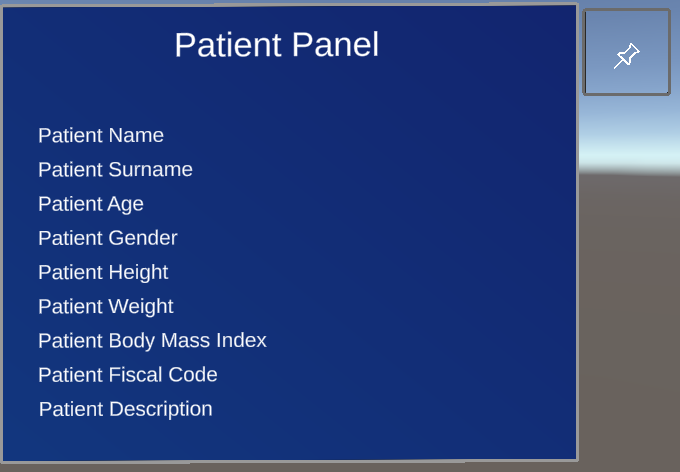 Patient Panel
Patient Name
Patient Surname
Patient Age
Patient Gender
Patient Height
Patient Weight
Patient Body Mass Index
Patient Fiscal Code
Patient Description